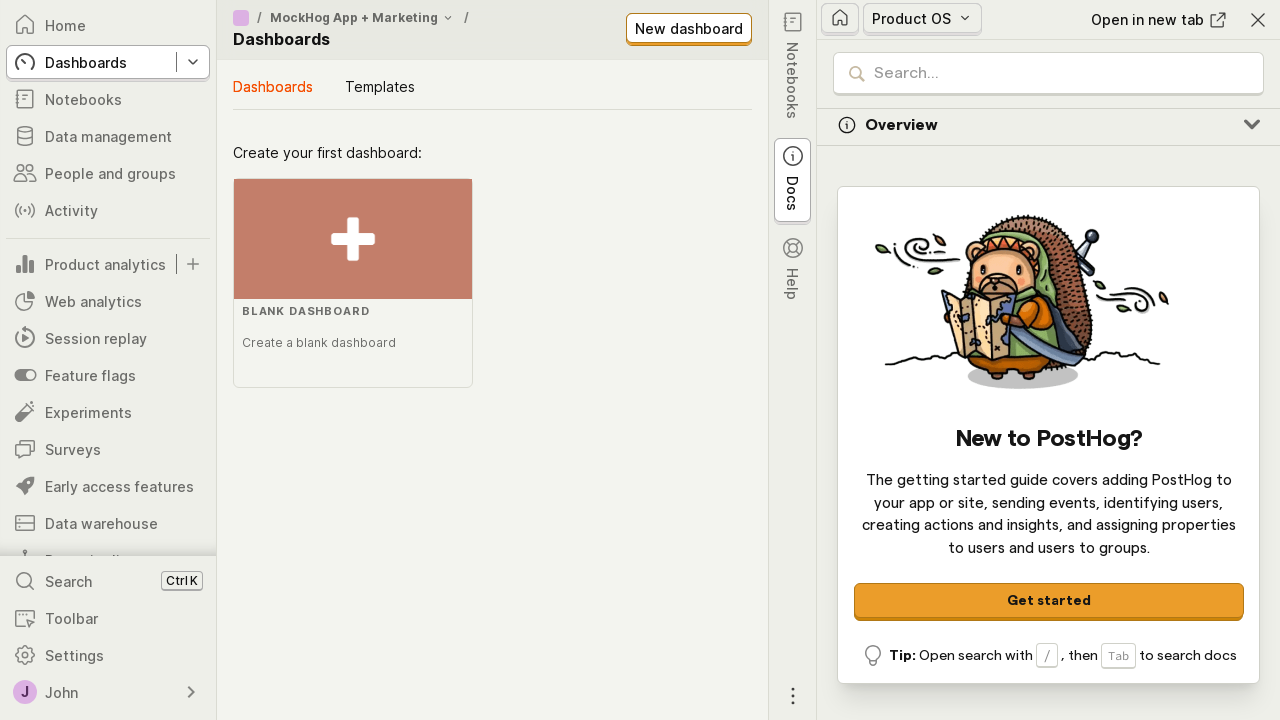 Home
Dashboards
Notebooks
Data management
People and groups
Activity
Product analytics
Web analytics
Session replay
Feature flags
Experiments
Surveys
Early access features
Data warehouse
Search Ctrl K
Toolbar
Settings
J John
/ MockHog App + Marketing /
Dashboards
New dashboard
Dashboards Templates
Create your first dashboard:
BLANK DASHBOARD
Create a blank dashboard
Notebooks
Docs
Help
Product OS
Open in new tab
Search...
Overview
New to PostHog?
The getting started guide covers adding PostHog to
your app or site, sending events, identifying users,
creating actions and insights, and assigning properties
to users and users to groups.
Get started
Tip: Open search with / , then Tab to search docs